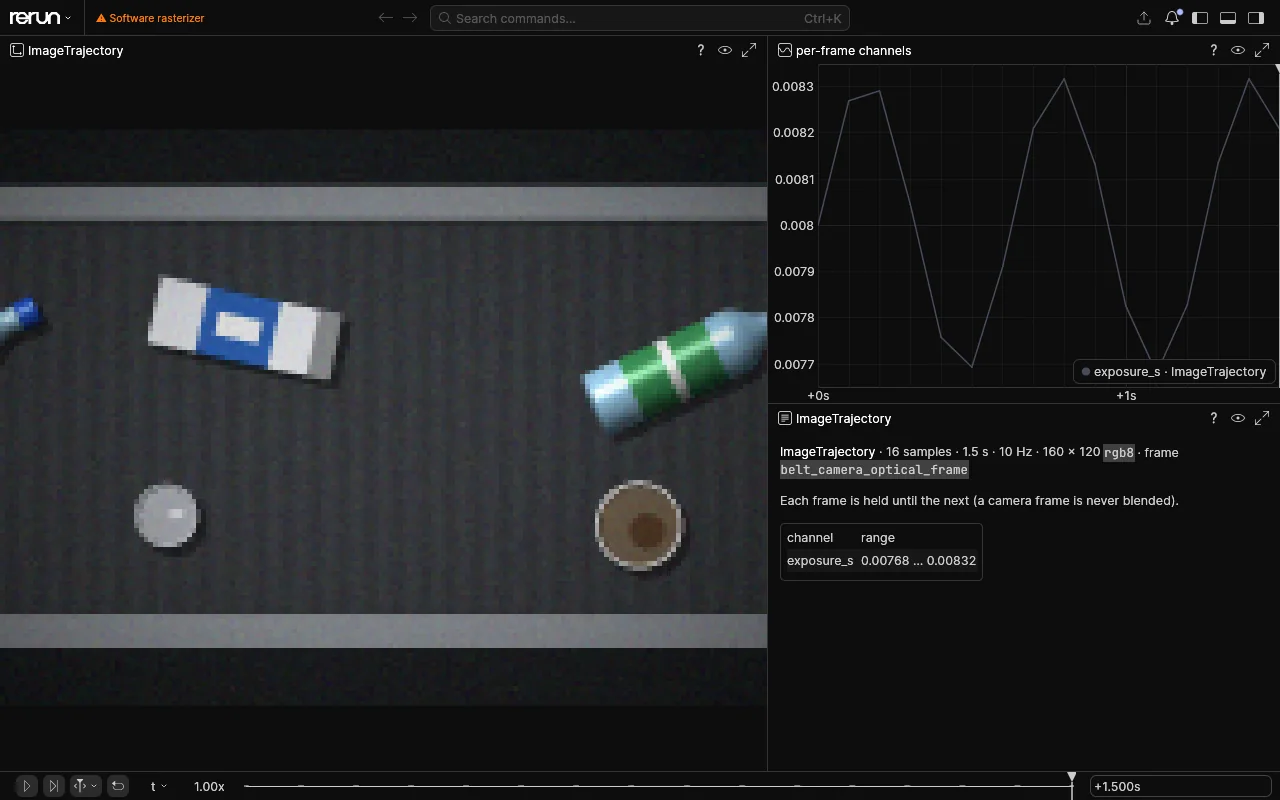 rerun
Software rasterizer
Search commands...
Ctrl+K
ImageTrajectory
?
per-frame channels
?
0.0083
0.0082
0.0081
0.008
0.0079
0.0078
0.0077
exposure_s · ImageTrajectory
+0s
+1s
ImageTrajectory
?
ImageTrajectory · 16 samples · 1.5 s · 10 Hz · 160 × 120 rgb8 · frame
belt_camera_optical_frame
Each frame is held until the next (a camera frame is never blended).
channel range
exposure_s 0.00768 … 0.00832
t
1.00x
+1.500s